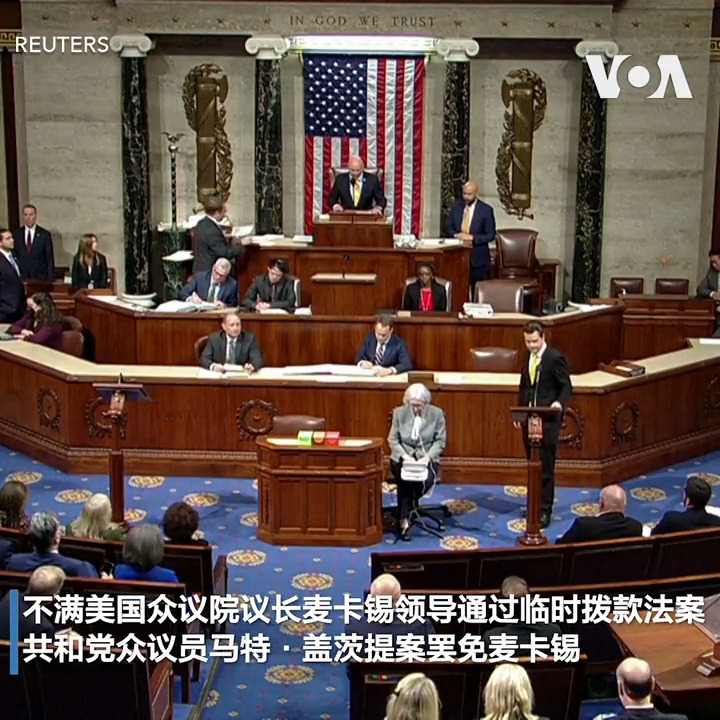 IN GOD WE TRUST
REUTERS
VOA
不满美国众议院议长麦卡锡领导通过临时拨款法案
共和党众议员马特·盖茨提案罢免麦卡锡